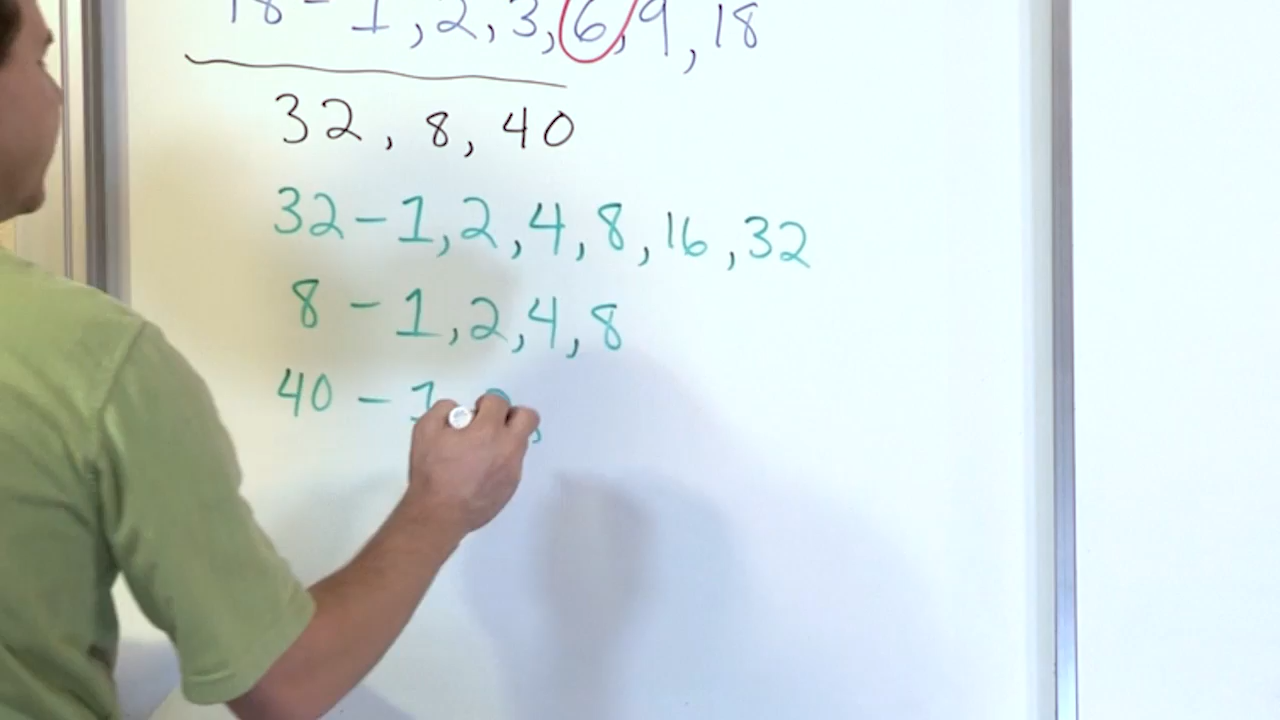 18 - 1, 2, 3, 6, 9, 18
32, 8, 40
32 - 1, 2, 4, 8, 16, 32
8 - 1, 2, 4, 8
40 - 1, 2,